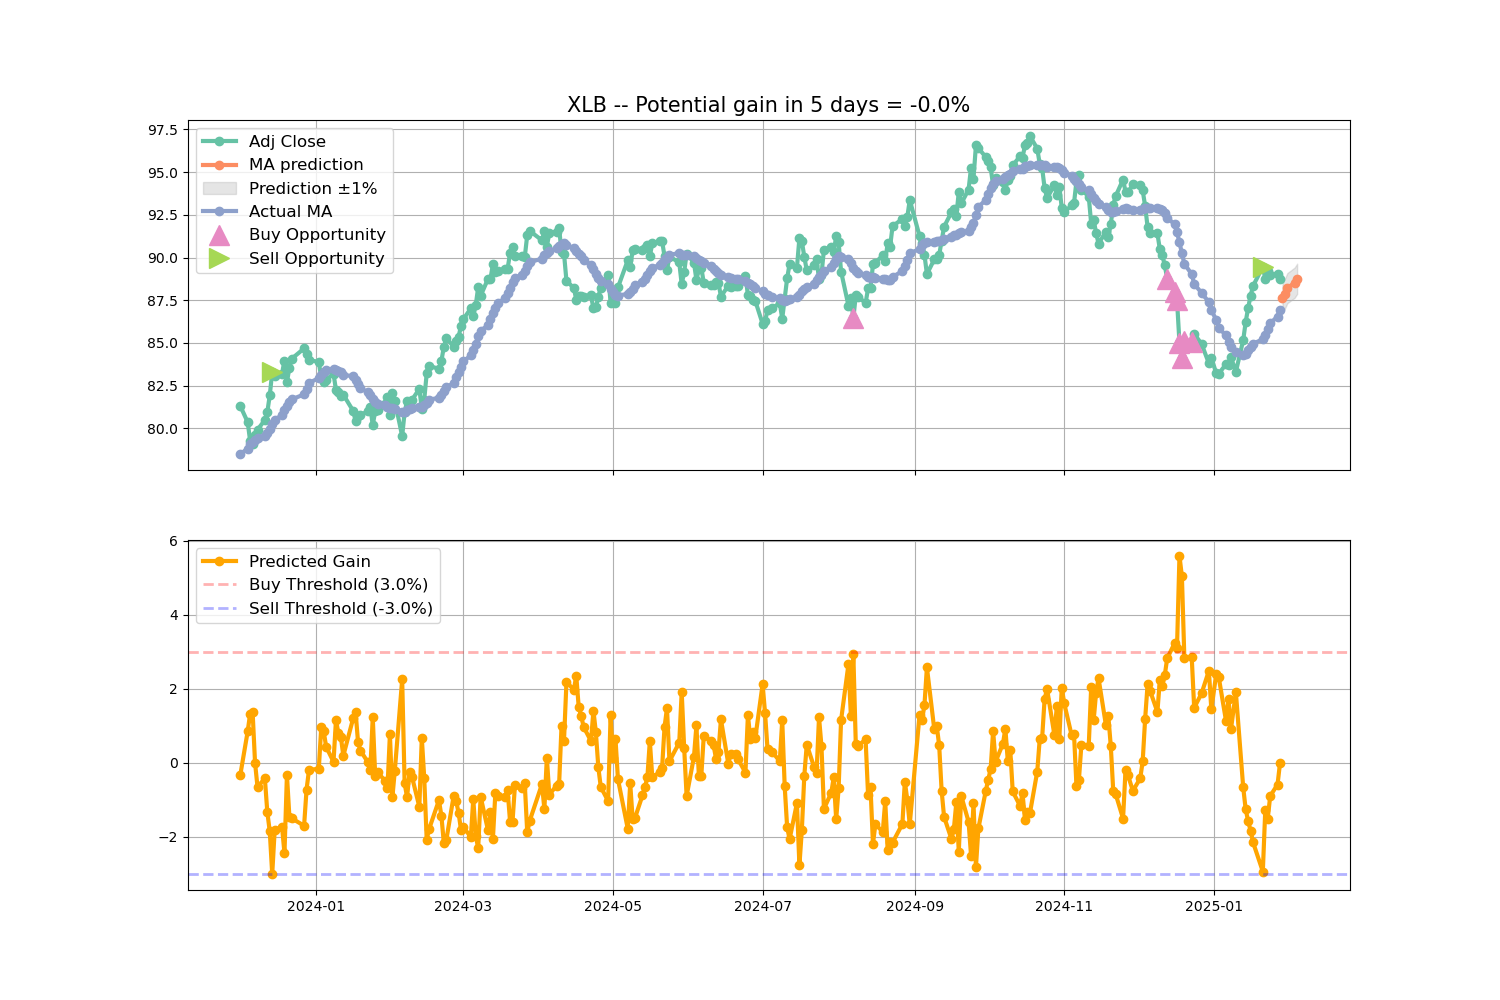 XLB -- Potential gain in 5 days = -0.0%
97.5
95.0
92.5
90.0
87.5
85.0
82.5
80.0
Adj Close
MA prediction
Prediction ±1%
Actual MA
Buy Opportunity
Sell Opportunity
6
4
2
0
−2
Predicted Gain
Buy Threshold (3.0%)
Sell Threshold (-3.0%)
2024-01 2024-03 2024-05 2024-07 2024-09 2024-11 2025-01